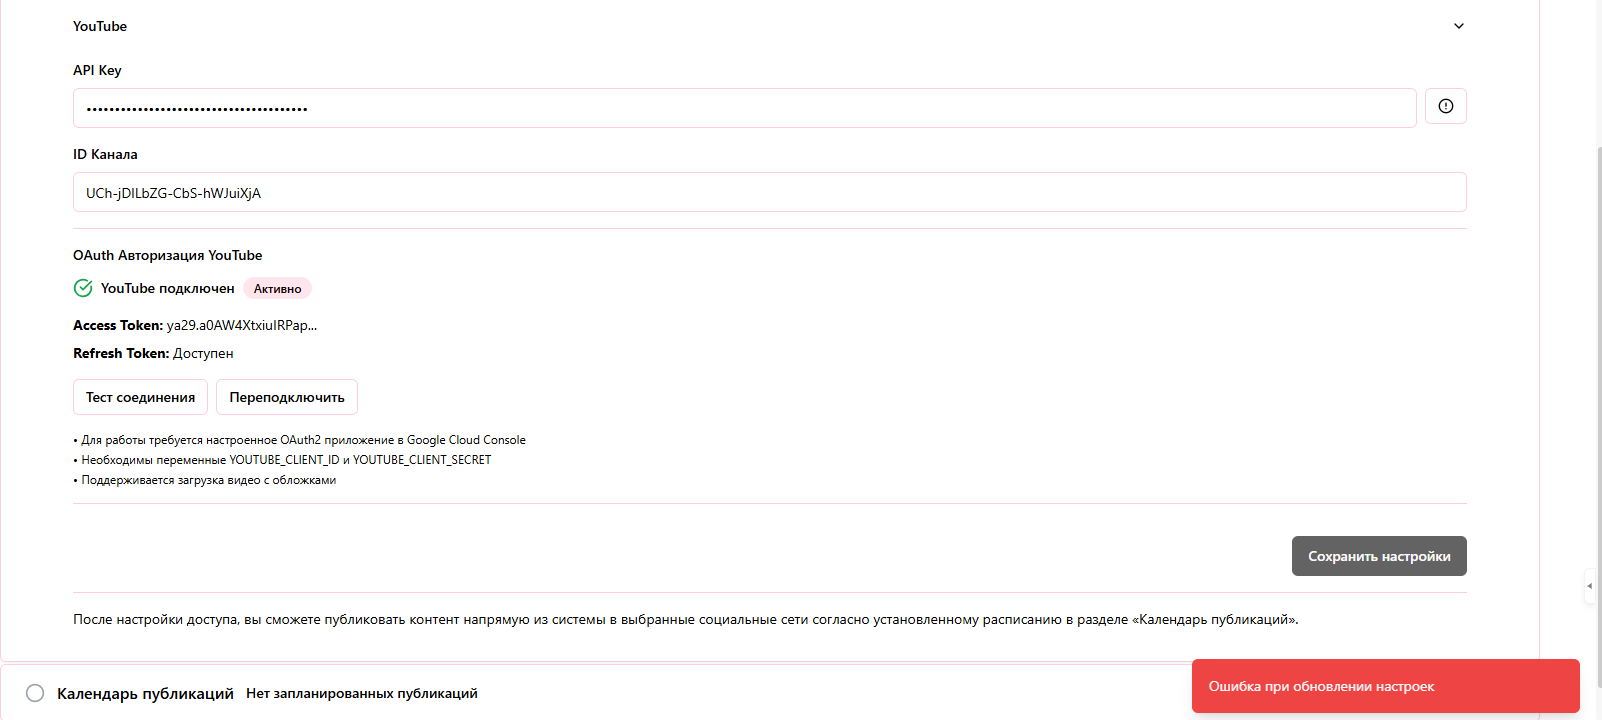 YouTube
API Key
•••••••••••••••••••••••••••••••••••••••
ID Канала
UCh-jDlLbZG-CbS-hWJuiXjA
OAuth Авторизация YouTube
YouTube подключен Активно
Access Token: ya29.a0AW4XtxiuIRPap...
Refresh Token: Доступен
Тест соединения Переподключить
• Для работы требуется настроенное OAuth2 приложение в Google Cloud Console
• Необходимы переменные YOUTUBE_CLIENT_ID и YOUTUBE_CLIENT_SECRET
• Поддерживается загрузка видео с обложками
Сохранить настройки
После настройки доступа, вы сможете публиковать контент напрямую из системы в выбранные социальные сети согласно установленному расписанию в разделе «Календарь публикаций».
Календарь публикаций Нет запланированных публикаций
Ошибка при обновлении настроек